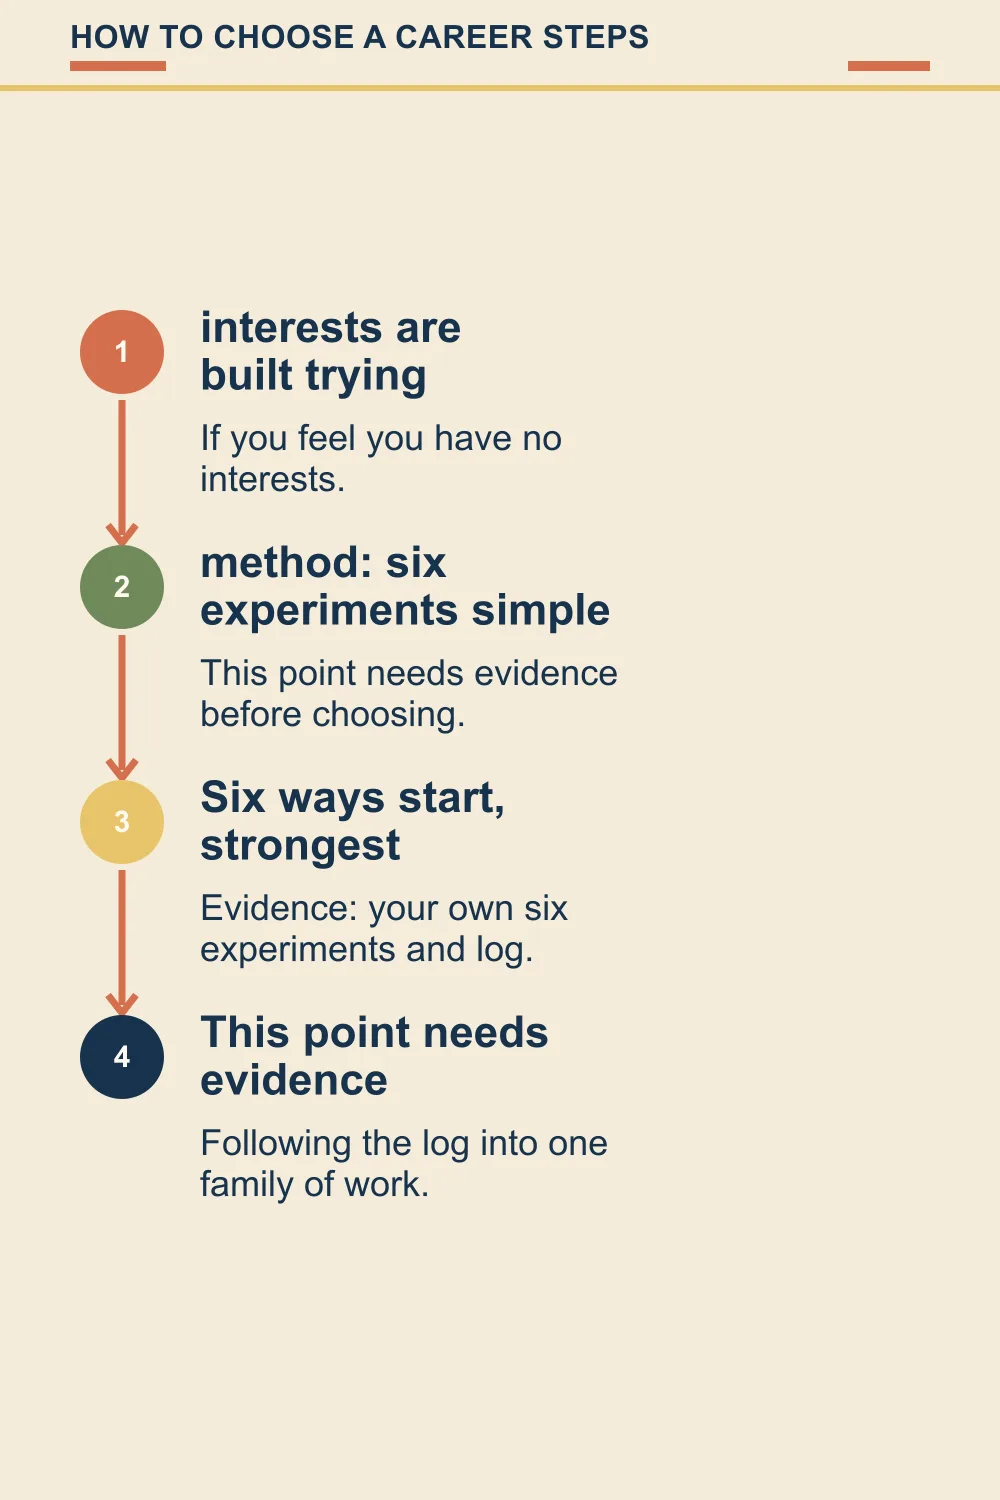 HOW TO CHOOSE A CAREER STEPS
1
interests are
built trying
If you feel you have no
interests.
2
method: six
experiments simple
This point needs evidence
before choosing.
3
Six ways start,
strongest
Evidence: your own six
experiments and log.
4
This point needs
evidence
Following the log into one
family of work.